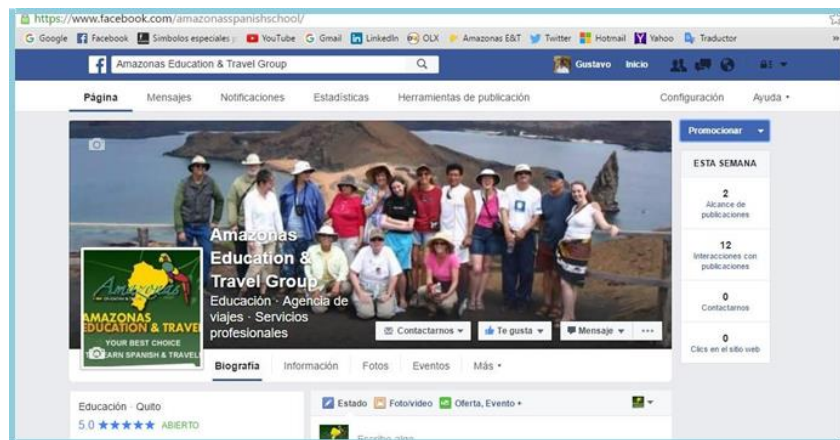 https://www.facebook.com/amazonasspanishschool/
Google Facebook Simbolos especiales YouTube Gmail LinkedIn OLX Amazonas E&T Twitter Hotmail Yahoo Traductor »
Amazonas Education & Travel Group
Gustavo Inicio
Página Mensajes Notificaciones Estadísticas Herramientas de publicación Configuración Ayuda
Promocionar
ESTA SEMANA
2
Alcance de
publicaciones
12
Interacciones con
publicaciones
0
Contactarnos
0
Clics en el sitio web
Amazonas
Education &
Travel Group
Educación · Agencia de
viajes · Servicios
profesionales
Contactarnos Te gusta Mensaje ...
Amazonas
AMAZONAS
EDUCATION & TRAVEL
YOUR BEST CHOICE
EARN SPANISH & TRAVEL
Biografía Información Fotos Eventos Más
Educación · Quito
5.0 ★★★★★ ABIERTO
Estado Foto/video Oferta, Evento +
Escribe algo